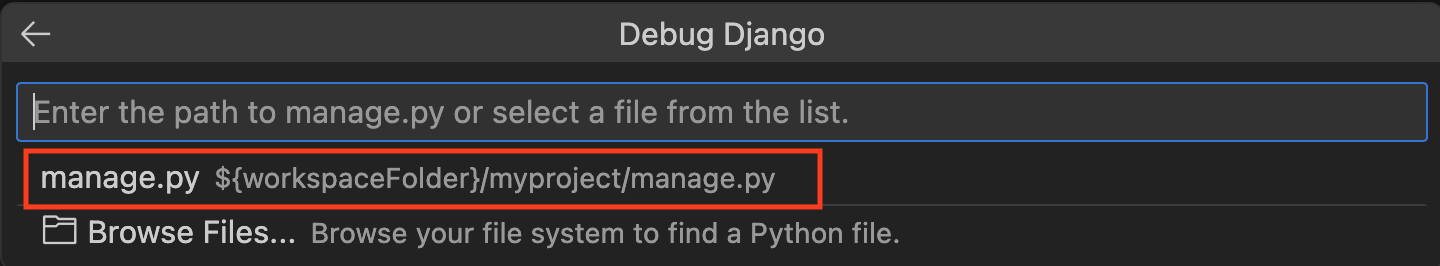 Debug Django
Enter the path to manage.py or select a file from the list.
manage.py ${workspaceFolder}/myproject/manage.py
Browse Files... Browse your file system to find a Python file.